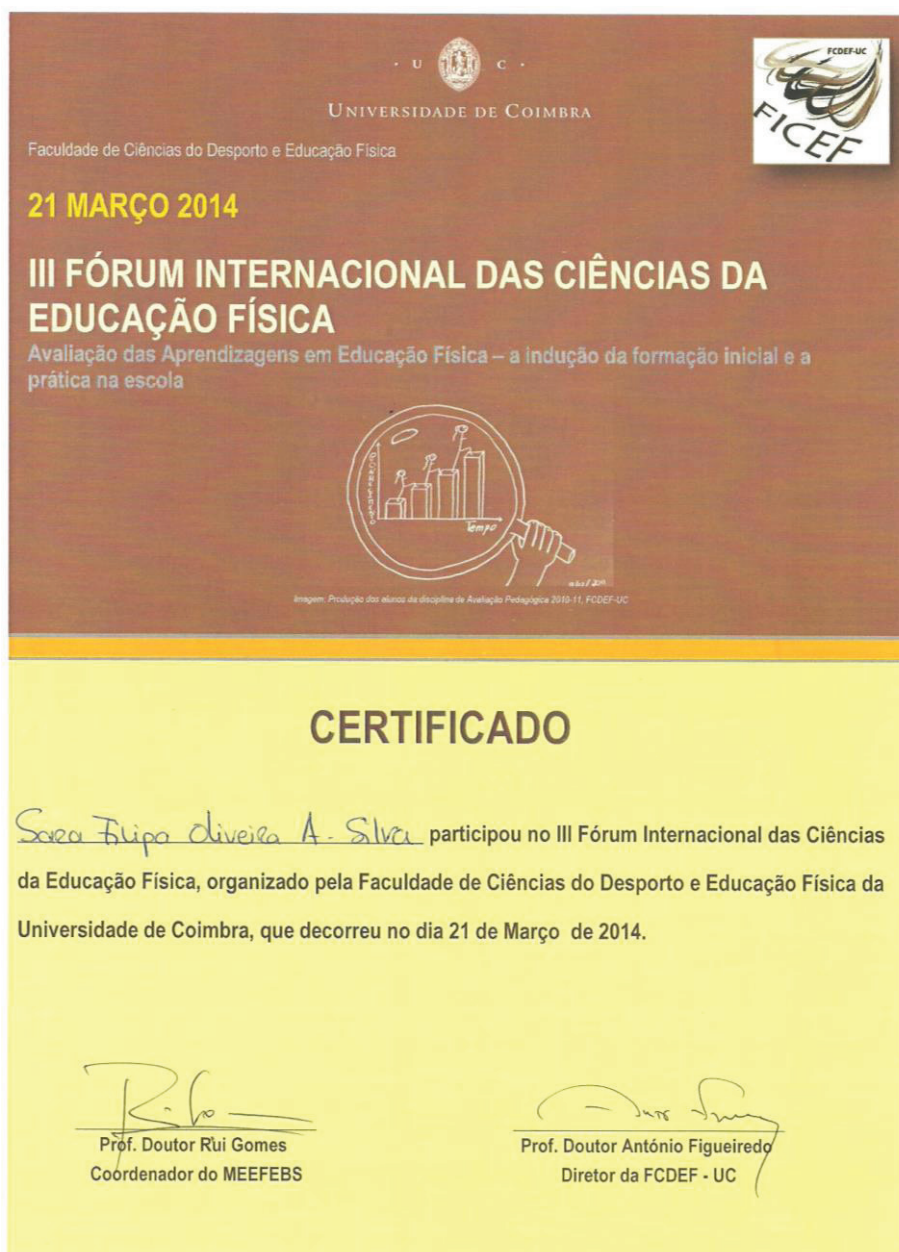 · U C ·
UNIVERSIDADE DE COIMBRA
FCDEF-UC
FICEF
Faculdade de Ciências do Desporto e Educação Física
21 MARÇO 2014
III FÓRUM INTERNACIONAL DAS CIÊNCIAS DA
EDUCAÇÃO FÍSICA
Avaliação das Aprendizagens em Educação Física – a indução da formação inicial e a
prática na escola
Tempo
Imagem: Produção dos alunos da disciplina de Avaliação Pedagógica 2010-11, FCDEF-UC
CERTIFICADO
Sara Filipa Oliveira A. Silva participou no III Fórum Internacional das Ciências
da Educação Física, organizado pela Faculdade de Ciências do Desporto e Educação Física da
Universidade de Coimbra, que decorreu no dia 21 de Março de 2014.
Prof. Doutor Rui Gomes
Coordenador do MEEFEBS
Prof. Doutor António Figueiredo
Diretor da FCDEF - UC